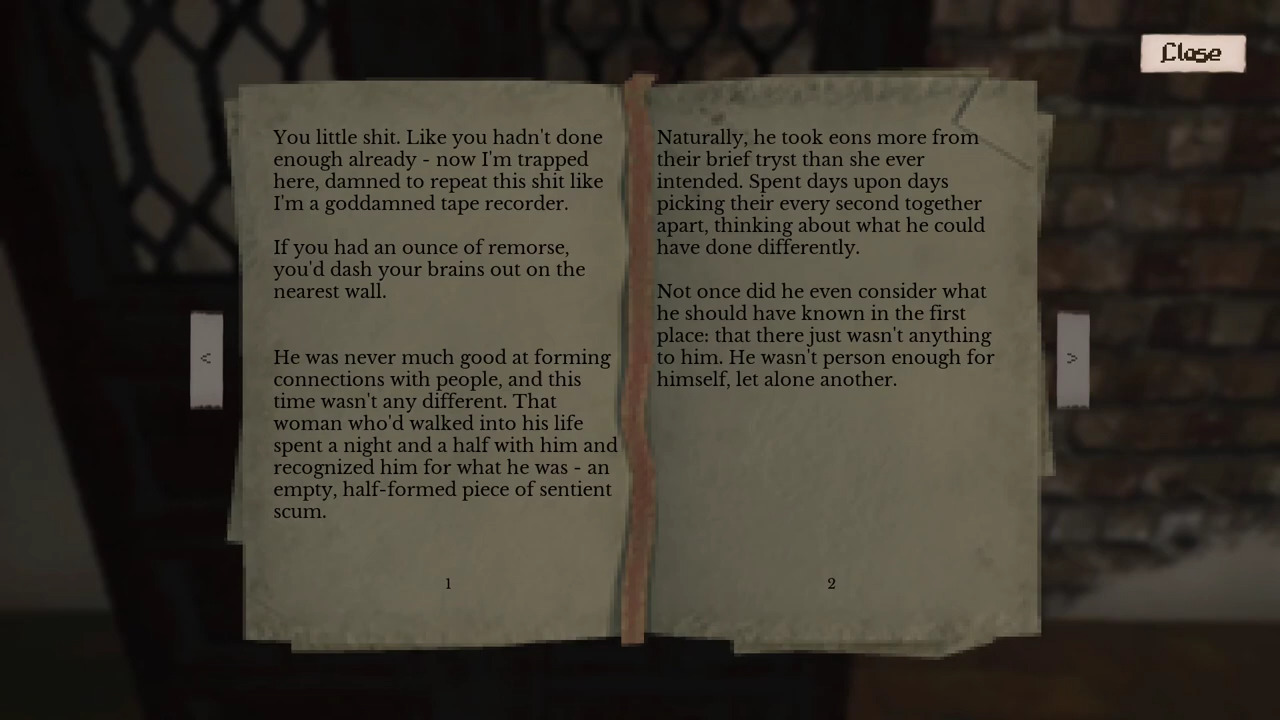 Close
You little shit. Like you hadn't done
enough already - now I'm trapped
here, damned to repeat this shit like
I'm a goddamned tape recorder.
If you had an ounce of remorse,
you'd dash your brains out on the
nearest wall.
He was never much good at forming
connections with people, and this
time wasn't any different. That
woman who'd walked into his life
spent a night and a half with him and
recognized him for what he was - an
empty, half-formed piece of sentient
scum.
1
Naturally, he took eons more from
their brief tryst than she ever
intended. Spent days upon days
picking their every second together
apart, thinking about what he could
have done differently.
Not once did he even consider what
he should have known in the first
place: that there just wasn't anything
to him. He wasn't person enough for
himself, let alone another.
2
<
>